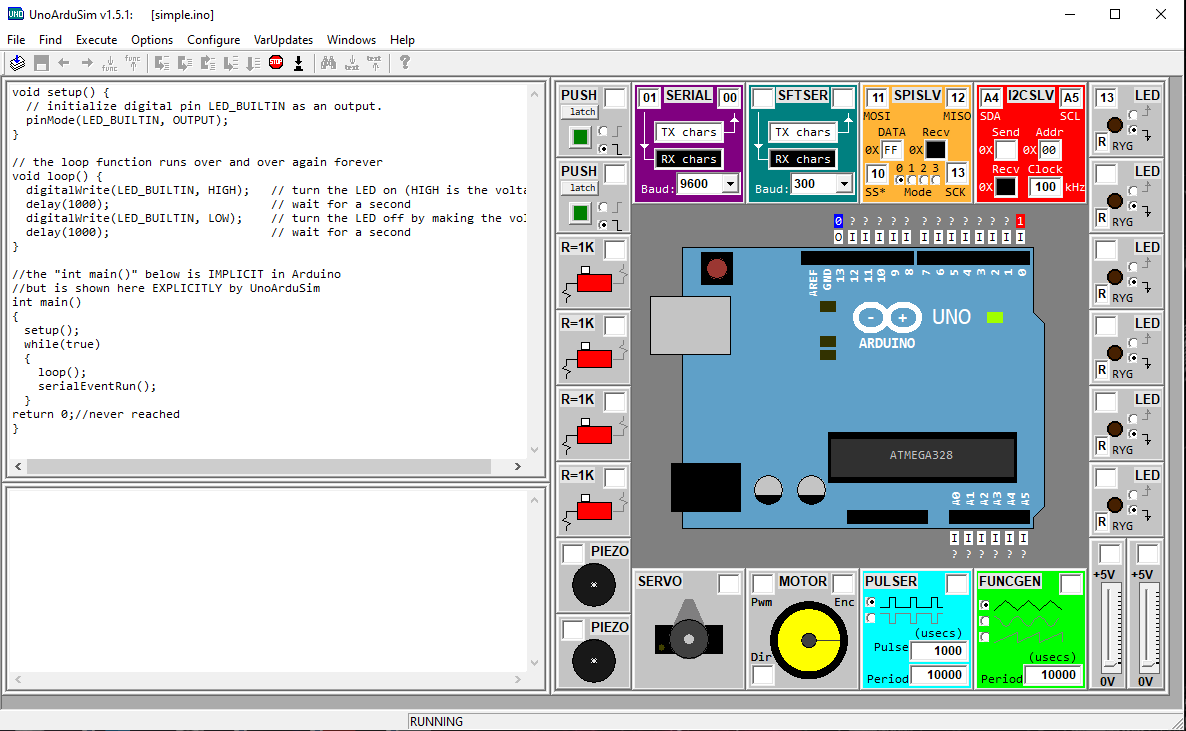 UnoArduSim v1.5.1: [simple.ino]
File Find Execute Options Configure VarUpdates Windows Help
func func STOP text text ?
void setup() {
// initialize digital pin LED_BUILTIN as an output.
pinMode(LED_BUILTIN, OUTPUT);
}
// the loop function runs over and over again forever
void loop() {
digitalWrite(LED_BUILTIN, HIGH); // turn the LED on (HIGH is the volta
delay(1000); // wait for a second
digitalWrite(LED_BUILTIN, LOW); // turn the LED off by making the vol
delay(1000); // wait for a second
}
//the "int main()" below is IMPLICIT in Arduino
//but is shown here EXPLICITLY by UnoArduSim
int main()
{
setup();
while(true)
{
loop();
serialEventRun();
}
return 0;//never reached
}
PUSH
latch
PUSH
latch
R=1K
R=1K
R=1K
R=1K
PIEZO
PIEZO
01 SERIAL 00
TX chars
RX chars
Baud: 9600
SFTSER
TX chars
RX chars
Baud: 300
11 SPISLV 12
MOSI MISO
DATA Recv
0X FF 0X
10 0 1 2 3 13
SS* Mode SCK
A4 I2CSLV A5
SDA SCL
Send Addr
0X 0X 00
Recv Clock
0X 100 kHz
13 LED
R RYG
LED
R RYG
LED
R RYG
LED
R RYG
LED
R RYG
LED
R RYG
0 ? ? ? ? ? ? ? ? ? ? ? ? 1
O I I I I I I I I I I I I I
AREF GND 13 12 11 10 9 8 7 6 5 4 3 2 1 0
UNO
ARDUINO
ATMEGA328
A0 A1 A2 A3 A4 A5
I I I I I I
? ? ? ? ? ?
SERVO
MOTOR
Pwm Enc
Dir
PULSER
(usecs)
Pulse 1000
Period 10000
FUNCGEN
(usecs)
Period 10000
+5V +5V
0V 0V
RUNNING